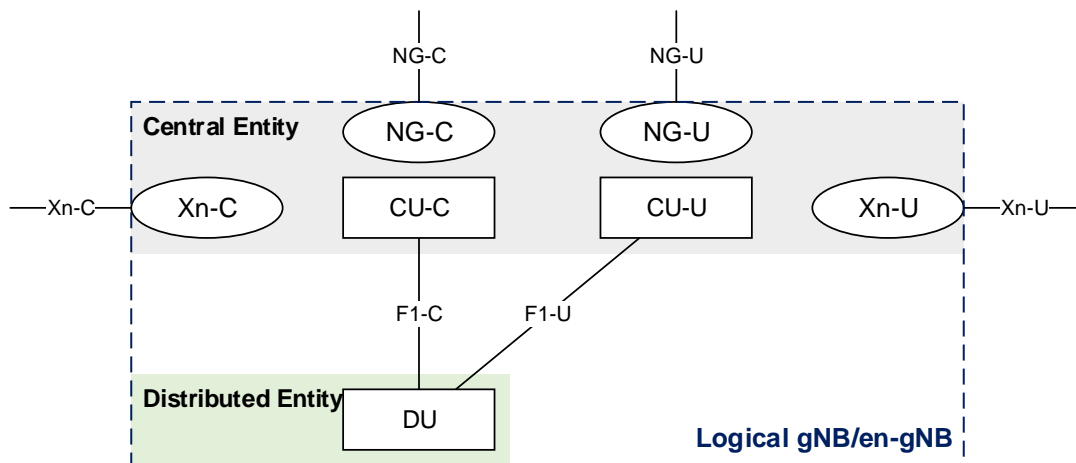 NG-C
NG-U
Central Entity
NG-C
NG-U
Xn-C
Xn-C
CU-C
CU-U
Xn-U
Xn-U
F1-C
F1-U
Distributed Entity
DU
Logical gNB/en-gNB